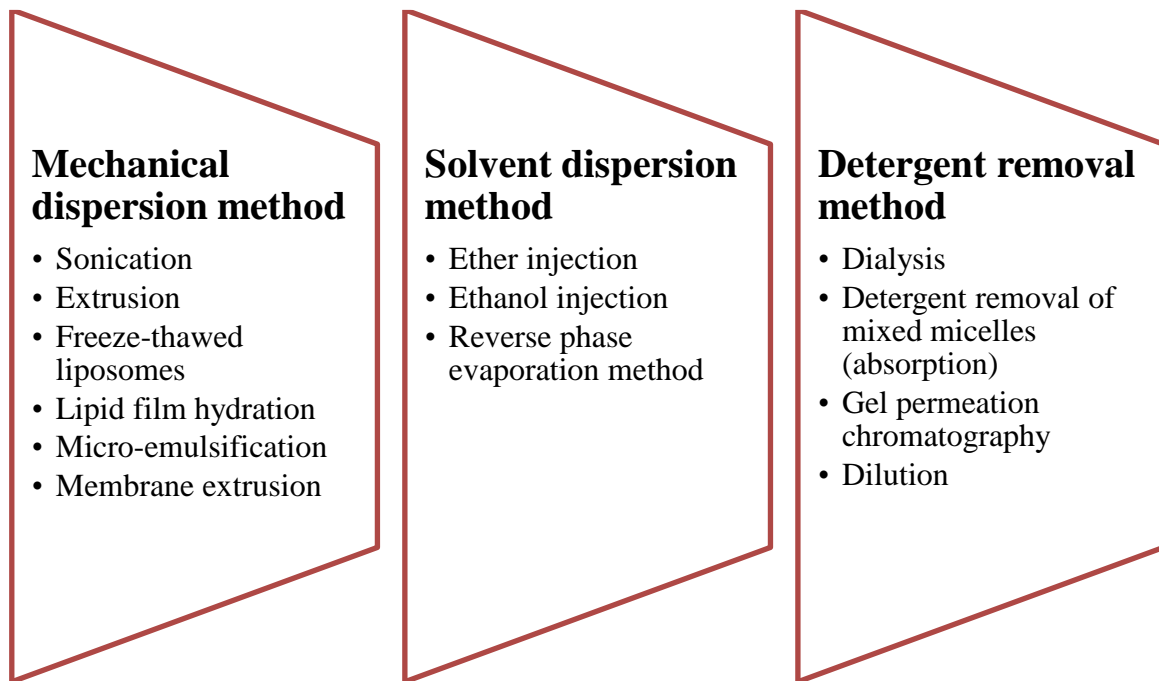 Mechanical
dispersion method
• Sonication
• Extrusion
• Freeze-thawed
liposomes
• Lipid film hydration
• Micro-emulsification
• Membrane extrusion
Solvent dispersion
method
• Ether injection
• Ethanol injection
• Reverse phase
evaporation method
Detergent removal
method
• Dialysis
• Detergent removal of
mixed micelles
(absorption)
• Gel permeation
chromatography
• Dilution